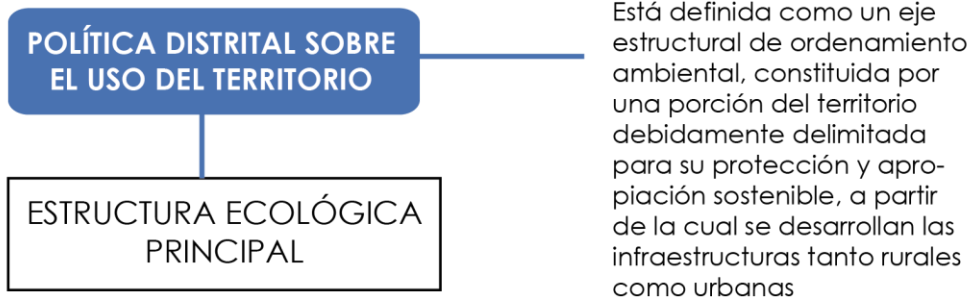 POLÍTICA DISTRITAL SOBRE
EL USO DEL TERRITORIO
ESTRUCTURA ECOLÓGICA
PRINCIPAL
Está definida como un eje
estructural de ordenamiento
ambiental, constituida por
una porción del territorio
debidamente delimitada
para su protección y apro-
piación sostenible, a partir
de la cual se desarrollan las
infraestructuras tanto rurales
como urbanas